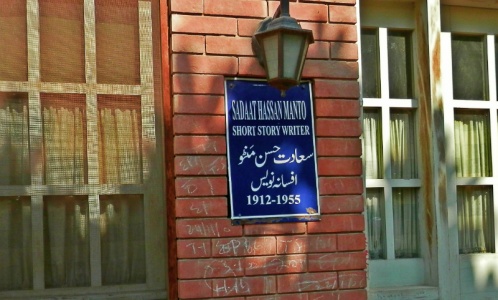 SADAAT HASSAN MANTO
SHORT STORY WRITER
سعادت حسن منٹو
افسانہ نویس
1912-1955